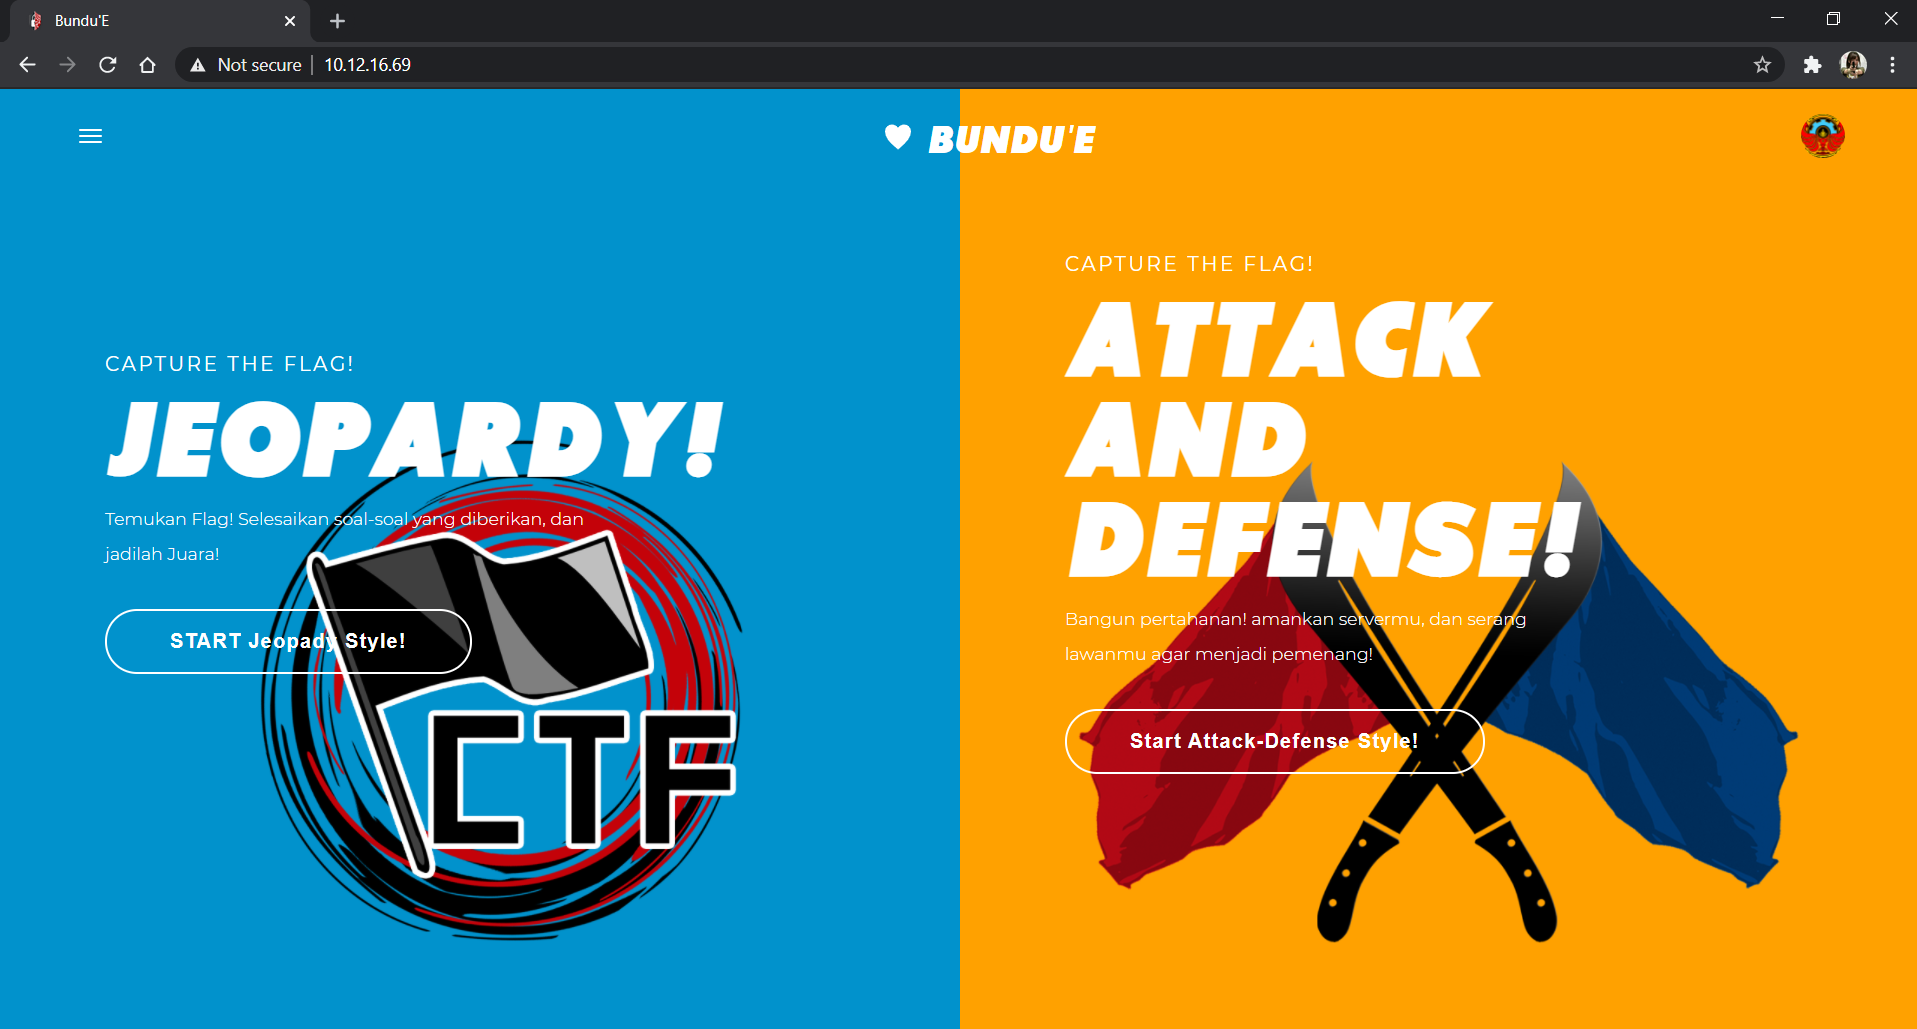 Bundu'E
Not secure
10.12.16.69
BUNDU'E
CAPTURE THE FLAG!
JEOPARDY!
Temukan Flag! Selesaikan soal-soal yang diberikan, dan
jadilah Juara!
START Jeopady Style!
CTF
CAPTURE THE FLAG!
ATTACK
AND
DEFENSE!
Bangun pertahanan! amankan servermu, dan serang
lawanmu agar menjadi pemenang!
Start Attack-Defense Style!